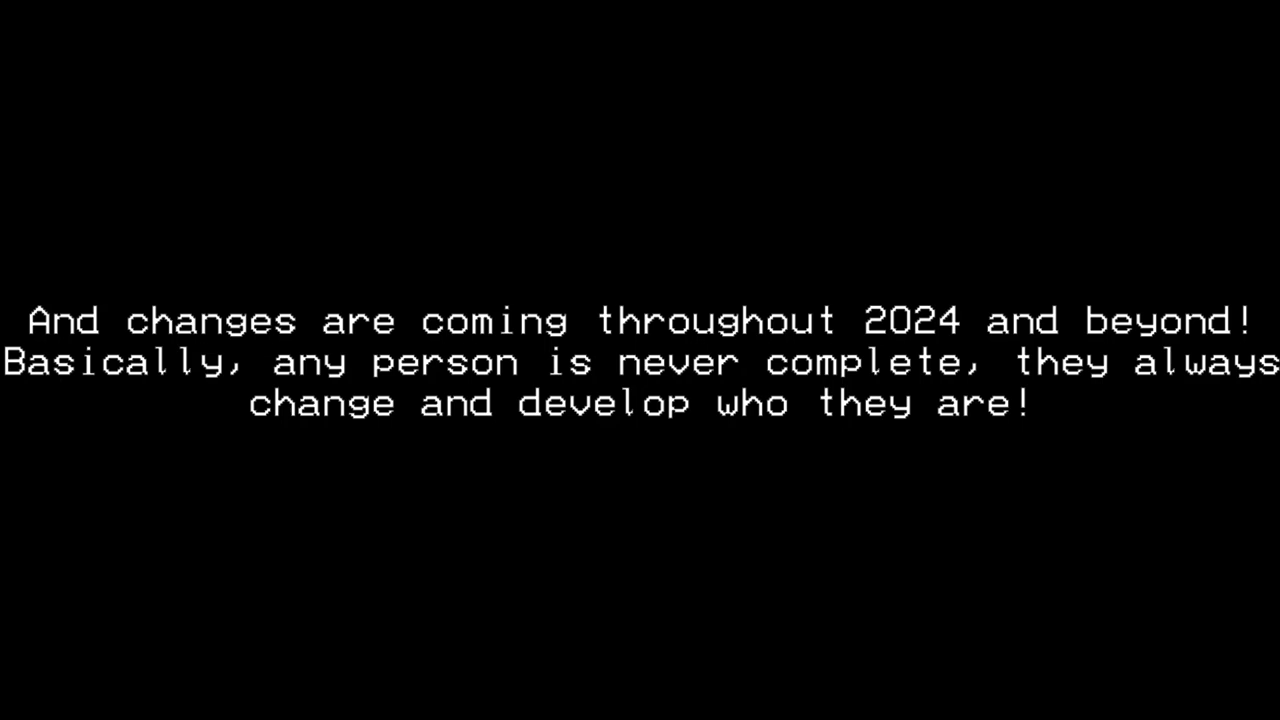 And changes are coming throughout 2024 and beyond!
Basically, any person is never complete, they always
change and develop who they are!